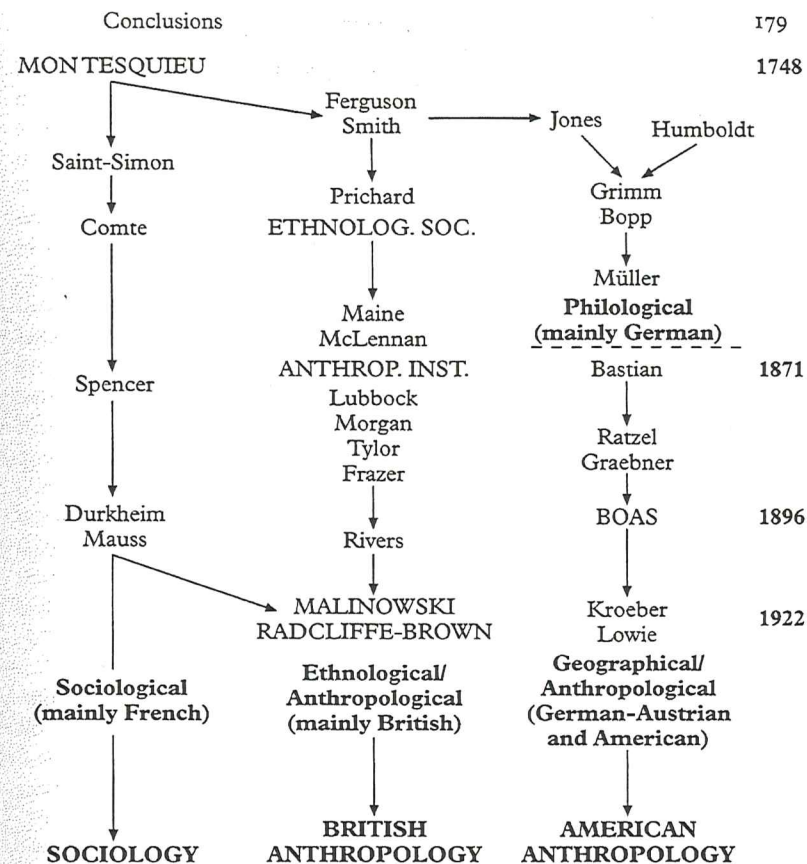 Conclusions 179
MONTESQUIEU 1748
Ferguson
Smith
Jones
Humboldt
Saint-Simon
Prichard
Grimm
Bopp
Comte
ETHNOLOG. SOC.
Müller
Maine
McLennan
Philological
(mainly German)
Spencer
ANTHROP. INST.
Bastian
1871
Lubbock
Morgan
Tylor
Frazer
Ratzel
Graebner
Durkheim
Mauss
Rivers
BOAS
1896
MALINOWSKI
RADCLIFFE-BROWN
Kroeber
Lowie
1922
Sociological
(mainly French)
Ethnological/
Anthropological
(mainly British)
Geographical/
Anthropological
(German-Austrian
and American)
SOCIOLOGY
BRITISH
ANTHROPOLOGY
AMERICAN
ANTHROPOLOGY